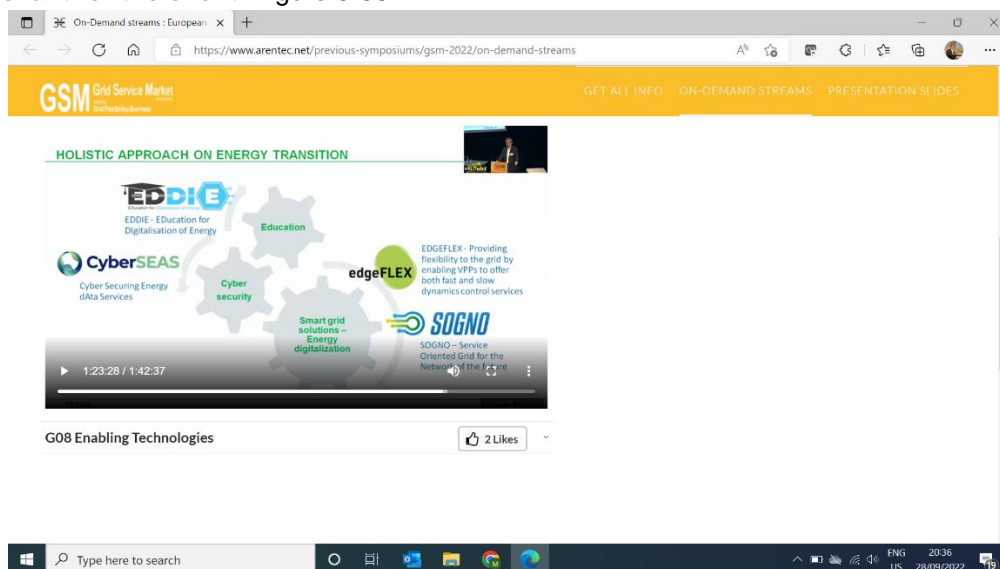 On-Demand streams : European
https://www.arentec.net/previous-symposiums/gsm-2022/on-demand-streams
GSM Grid Service Market
GET ALL INFO ON-DEMAND STREAMS PRESENTATION SLIDES
HOLISTIC APPROACH ON ENERGY TRANSITION
EDDIE
EDDIE - EDucation for
Digitalisation of Energy
Education
CyberSEAS
Cyber Securing Energy
dAta Services
Cyber
security
edgeFLEX
EDGEFLEX - Providing
flexibility to the grid by
enabling VPPs to offer
both fast and slow
dynamics control services
Smart grid
solutions –
Energy
digitalization
SOGNO
SOGNO – Service
Oriented Grid for the
Network of the future
1:23:28 / 1:42:37
G08 Enabling Technologies
2 Likes
Type here to search
ENG
US
20:36
28/09/2022
19